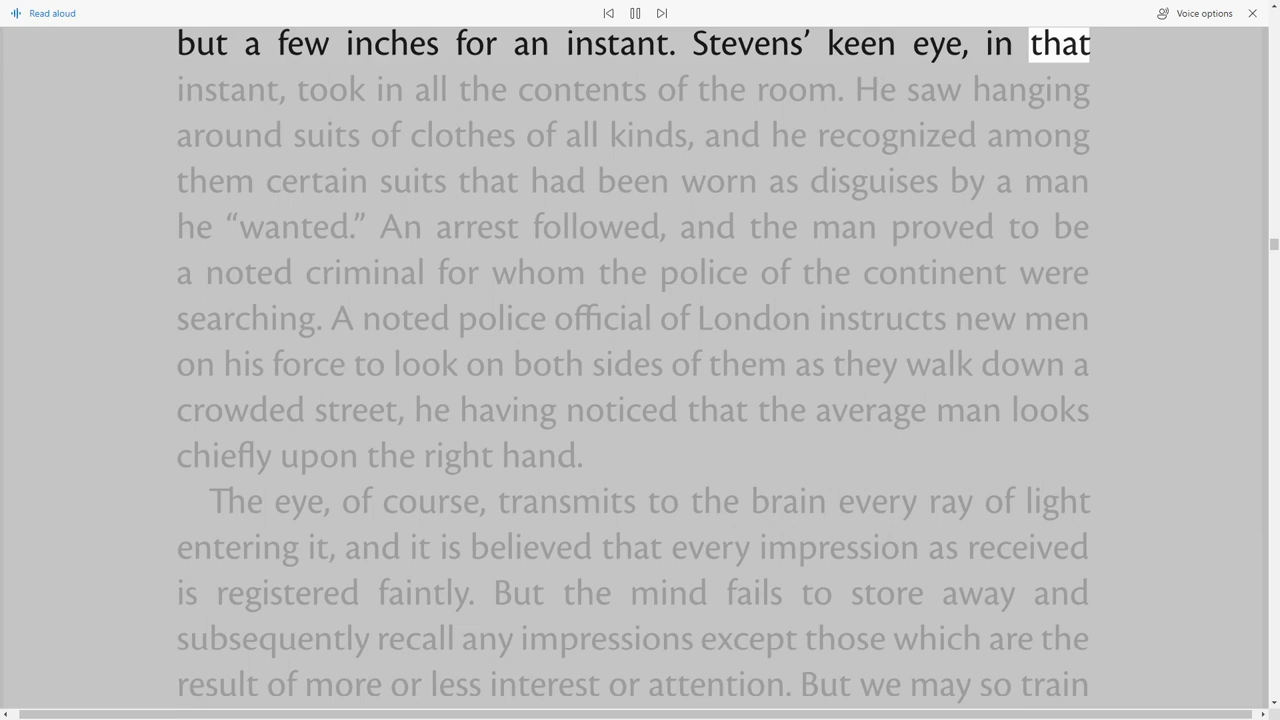 Read aloud
Voice options
but a few inches for an instant. Stevens’ keen eye, in that
instant, took in all the contents of the room. He saw hanging
around suits of clothes of all kinds, and he recognized among
them certain suits that had been worn as disguises by a man
he “wanted.” An arrest followed, and the man proved to be
a noted criminal for whom the police of the continent were
searching. A noted police official of London instructs new men
on his force to look on both sides of them as they walk down a
crowded street, he having noticed that the average man looks
chiefly upon the right hand.
The eye, of course, transmits to the brain every ray of light
entering it, and it is believed that every impression as received
is registered faintly. But the mind fails to store away and
subsequently recall any impressions except those which are the
result of more or less interest or attention. But we may so train